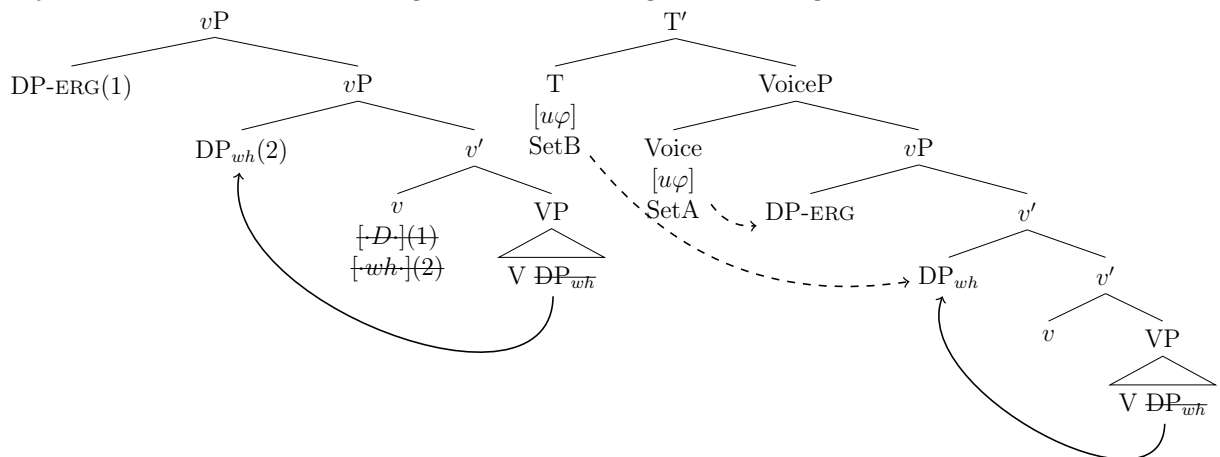 vP
DP-ERG(1) vP
DP_wh(2) v′
v VP
[·D·](1)
[·wh·](2)
V DP_wh
T′
T VoiceP
[uφ]
SetB
Voice vP
[uφ]
SetA
DP-ERG v′
DP_wh v′
v VP
V DP_wh